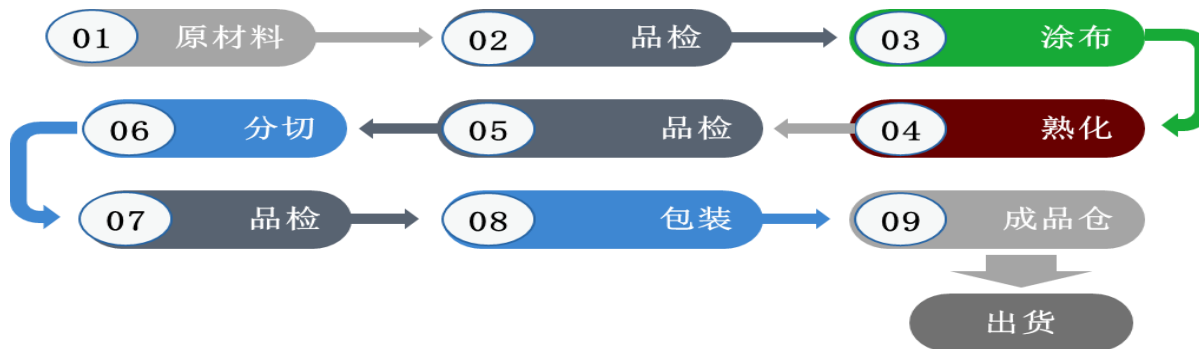 01 原材料
02 品检
03 涂布
04 熟化
05 品检
06 分切
07 品检
08 包装
09 成品仓
出货